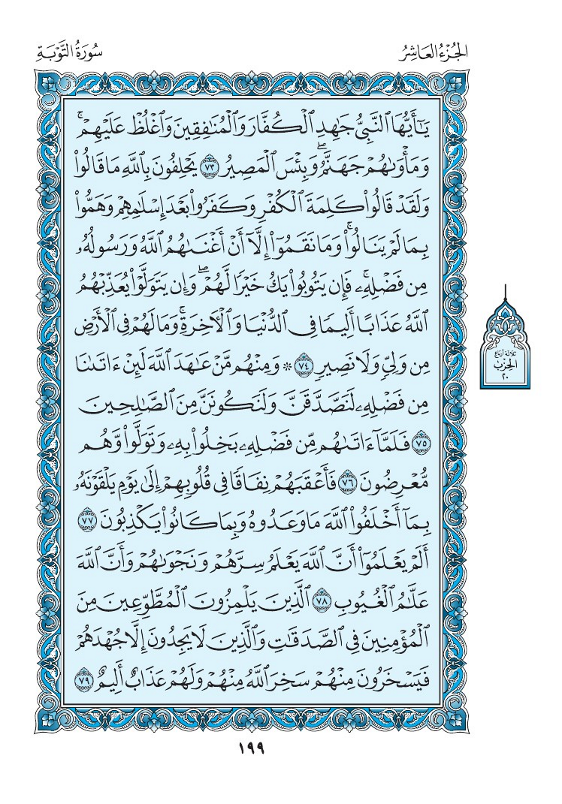 الجُزْءُ العَاشِرُ
سُورَةُ التَّوْبَةِ
يَـٰٓأَيُّهَا ٱلنَّبِيُّ جَـٰهِدِ ٱلْكُفَّارَ وَٱلْمُنَـٰفِقِينَ وَٱغْلُظْ عَلَيْهِمْۚ
وَمَأْوَىٰهُمْ جَهَنَّمُۖ وَبِئْسَ ٱلْمَصِيرُ ٧٣ يَحْلِفُونَ بِٱللَّهِ مَا قَالُوا۟
وَلَقَدْ قَالُوا۟ كَلِمَةَ ٱلْكُفْرِ وَكَفَرُوا۟ بَعْدَ إِسْلَـٰمِهِمْ وَهَمُّوا۟
بِمَا لَمْ يَنَالُوا۟ۚ وَمَا نَقَمُوٓا۟ إِلَّآ أَنْ أَغْنَىٰهُمُ ٱللَّهُ وَرَسُولُهُۥ
مِن فَضْلِهِۦۚ فَإِن يَتُوبُوا۟ يَكُ خَيْرًا لَّهُمْۖ وَإِن يَتَوَلَّوْا۟ يُعَذِّبْهُمُ
ٱللَّهُ عَذَابًا أَلِيمًا فِي ٱلدُّنْيَا وَٱلْـَٔاخِرَةِۚ وَمَا لَهُمْ فِي ٱلْأَرْضِ
مِن وَلِيٍّ وَلَا نَصِيرٍ ٧٤ ۞ وَمِنْهُم مَّنْ عَـٰهَدَ ٱللَّهَ لَئِنْ ءَاتَىٰنَا
مِن فَضْلِهِۦ لَنَصَّدَّقَنَّ وَلَنَكُونَنَّ مِنَ ٱلصَّـٰلِحِينَ
٧٥ فَلَمَّآ ءَاتَىٰهُم مِّن فَضْلِهِۦ بَخِلُوا۟ بِهِۦ وَتَوَلَّوا۟ وَّهُم
مُّعْرِضُونَ ٧٦ فَأَعْقَبَهُمْ نِفَاقًا فِي قُلُوبِهِمْ إِلَىٰ يَوْمِ يَلْقَوْنَهُۥ
بِمَآ أَخْلَفُوا۟ ٱللَّهَ مَا وَعَدُوهُ وَبِمَا كَانُوا۟ يَكْذِبُونَ ٧٧
أَلَمْ يَعْلَمُوٓا۟ أَنَّ ٱللَّهَ يَعْلَمُ سِرَّهُمْ وَنَجْوَىٰهُمْ وَأَنَّ ٱللَّهَ
عَلَّـٰمُ ٱلْغُيُوبِ ٧٨ ٱلَّذِينَ يَلْمِزُونَ ٱلْمُطَّوِّعِينَ مِنَ
ٱلْمُؤْمِنِينَ فِي ٱلصَّدَقَـٰتِ وَٱلَّذِينَ لَا يَجِدُونَ إِلَّا جُهْدَهُمْ
فَيَسْخَرُونَ مِنْهُمْ سَخِرَ ٱللَّهُ مِنْهُمْ وَلَهُمْ عَذَابٌ أَلِيمٌ ٧٩
ثلاثة أرباع
الحزب
٢٠
١٩٩